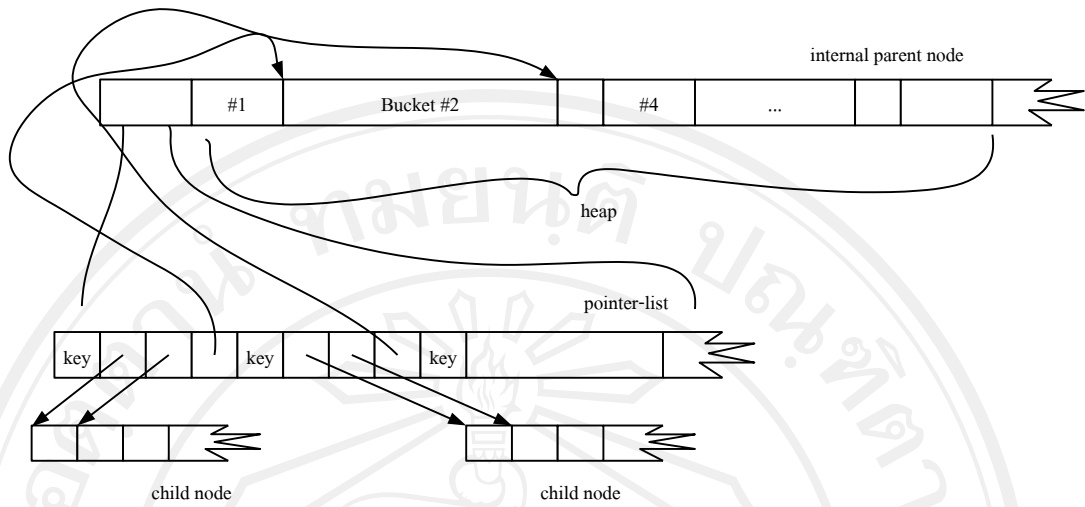 internal parent node
#1 Bucket #2 #4 ...
heap
pointer-list
key key key
child node child node